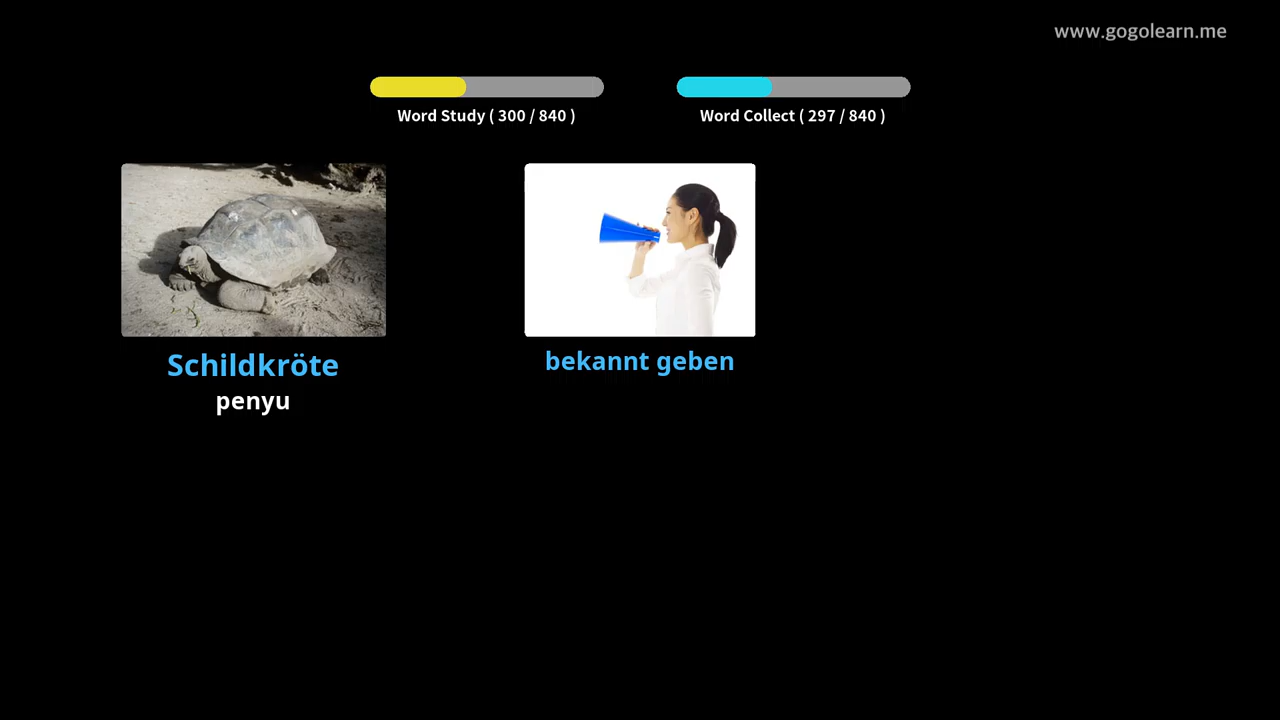 www.gogolearn.me
Word Study ( 300 / 840 )
Word Collect ( 297 / 840 )
Schildkröte
penyu
bekannt geben